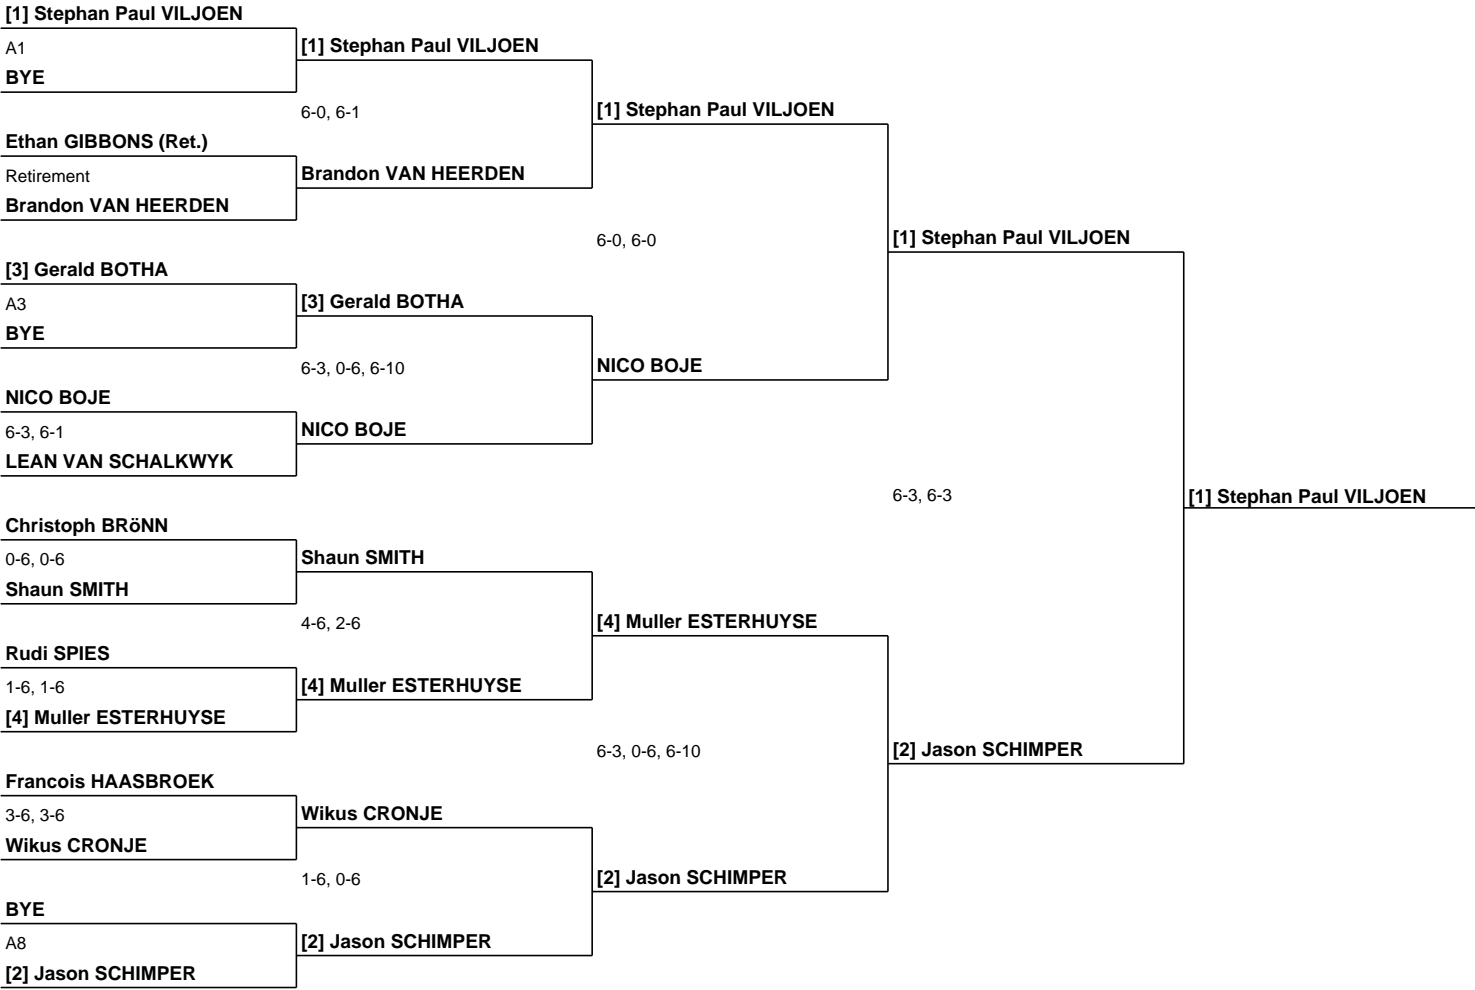 [1] Stephan Paul VILJOEN
A1
BYE
[1] Stephan Paul VILJOEN
6-0, 6-1
[1] Stephan Paul VILJOEN
Ethan GIBBONS (Ret.)
Retirement
Brandon VAN HEERDEN
Brandon VAN HEERDEN
6-0, 6-0
[1] Stephan Paul VILJOEN
[3] Gerald BOTHA
A3
BYE
[3] Gerald BOTHA
6-3, 0-6, 6-10
NICO BOJE
NICO BOJE
6-3, 6-1
LEAN VAN SCHALKWYK
NICO BOJE
6-3, 6-3
[1] Stephan Paul VILJOEN
Christoph BRöNN
0-6, 0-6
Shaun SMITH
Shaun SMITH
4-6, 2-6
[4] Muller ESTERHUYSE
Rudi SPIES
1-6, 1-6
[4] Muller ESTERHUYSE
[4] Muller ESTERHUYSE
6-3, 0-6, 6-10
[2] Jason SCHIMPER
Francois HAASBROEK
3-6, 3-6
Wikus CRONJE
Wikus CRONJE
1-6, 0-6
[2] Jason SCHIMPER
BYE
A8
[2] Jason SCHIMPER
[2] Jason SCHIMPER